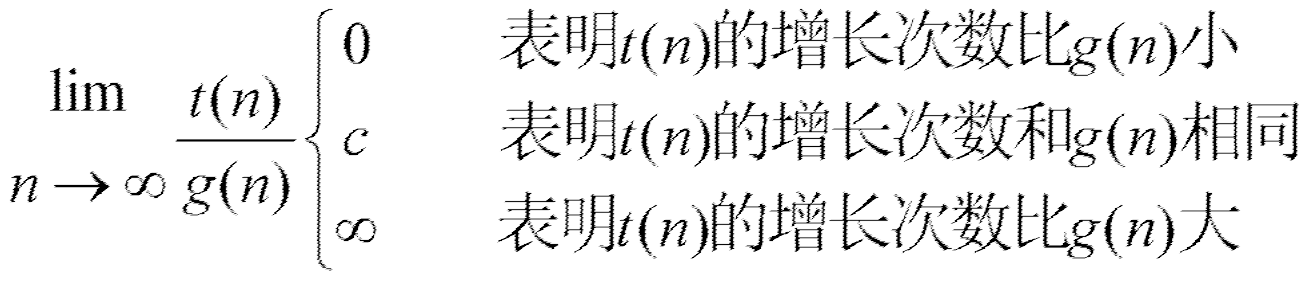 0 表明t(n)的增长次数比g(n)小
lim t(n)
c 表明t(n)的增长次数和g(n)相同
n → ∞ g(n)
∞ 表明t(n)的增长次数比g(n)大